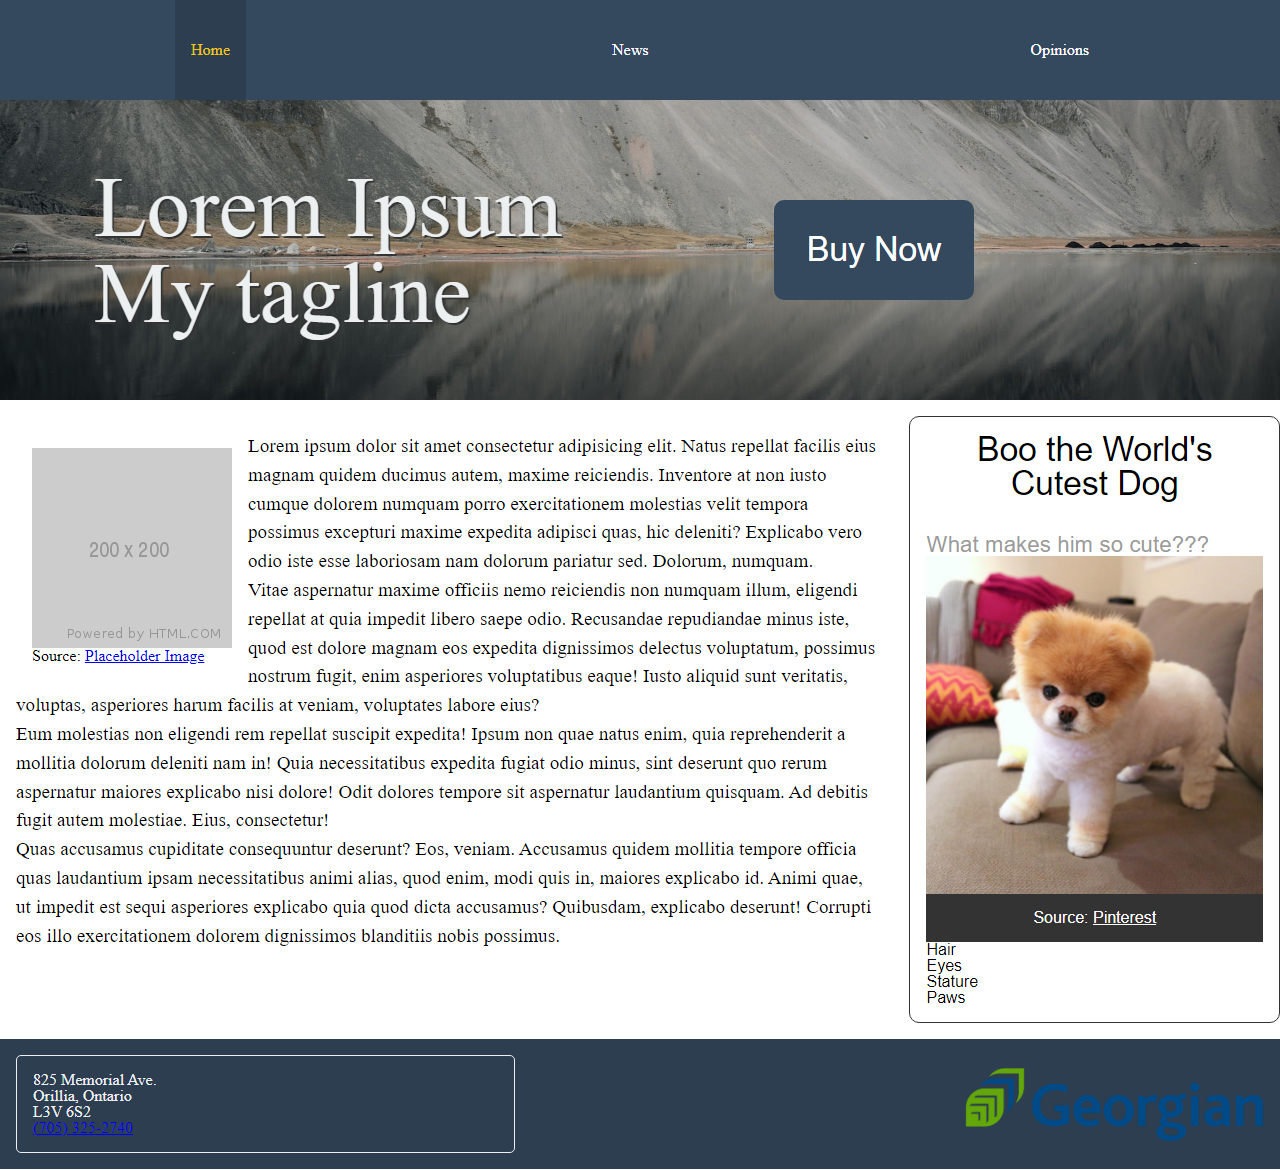 Home
News
Opinions
Lorem Ipsum
My tagline
Buy Now
200 x 200
Powered by HTML.COM
Source: Placeholder Image
Lorem ipsum dolor sit amet consectetur adipisicing elit. Natus repellat facilis eius
magnam quidem ducimus autem, maxime reiciendis. Inventore at non iusto
cumque dolorem numquam porro exercitationem molestias velit tempora
possimus excepturi maxime expedita adipisci quas, hic deleniti? Explicabo vero
odio iste esse laboriosam nam dolorum pariatur sed. Dolorum, numquam.
Vitae aspernatur maxime officiis nemo reiciendis non numquam illum, eligendi
repellat at quia impedit libero saepe odio. Recusandae repudiandae minus iste,
quod est dolore magnam eos expedita dignissimos delectus voluptatum, possimus
nostrum fugit, enim asperiores voluptatibus eaque! Iusto aliquid sunt veritatis,
voluptas, asperiores harum facilis at veniam, voluptates labore eius?
Eum molestias non eligendi rem repellat suscipit expedita! Ipsum non quae natus enim, quia reprehenderit a
mollitia dolorum deleniti nam in! Quia necessitatibus expedita fugiat odio minus, sint deserunt quo rerum
aspernatur maiores explicabo nisi dolore! Odit dolores tempore sit aspernatur laudantium quisquam. Ad debitis
fugit autem molestiae. Eius, consectetur!
Quas accusamus cupiditate consequuntur deserunt? Eos, veniam. Accusamus quidem mollitia tempore officia
quas laudantium ipsam necessitatibus animi alias, quod enim, modi quis in, maiores explicabo id. Animi quae,
ut impedit est sequi asperiores explicabo quia quod dicta accusamus? Quibusdam, explicabo deserunt! Corrupti
eos illo exercitationem dolorem dignissimos blanditiis nobis possimus.
Boo the World's
Cutest Dog
What makes him so cute???
Source: Pinterest
Hair
Eyes
Stature
Paws
825 Memorial Ave.
Orillia, Ontario
L3V 6S2
(705) 325-2740
Georgian